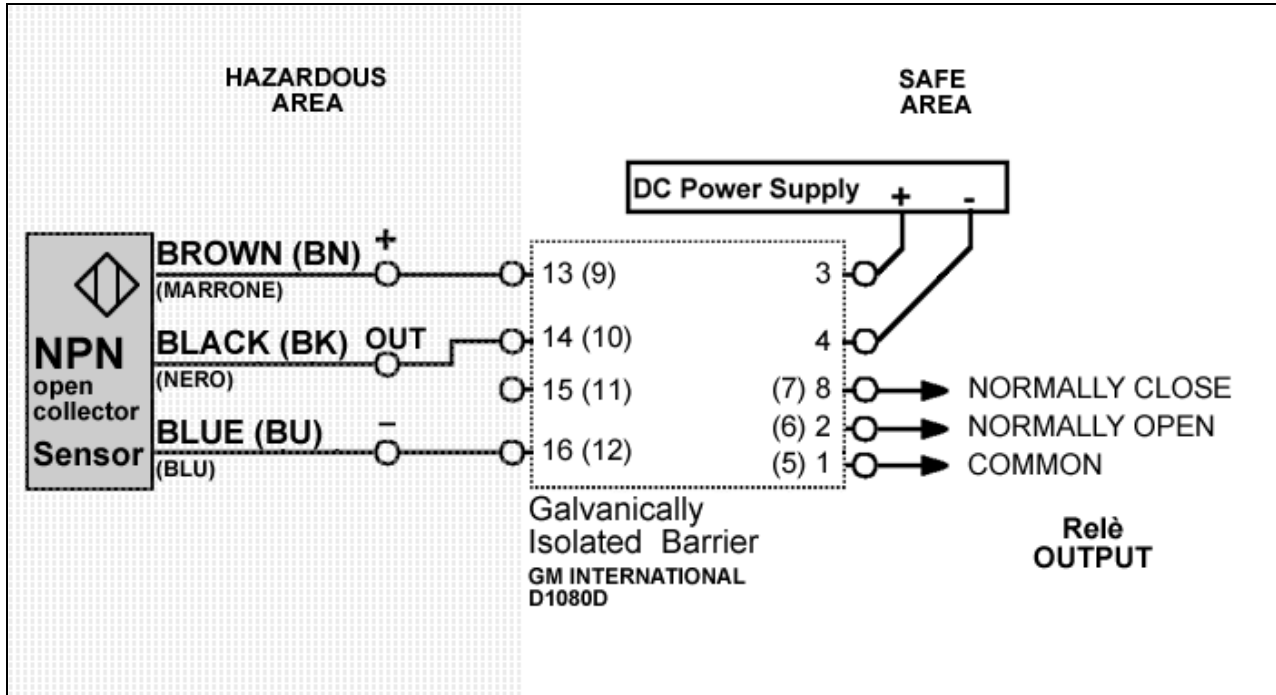 HAZARDOUS
AREA
SAFE
AREA
DC Power Supply + -
BROWN (BN) +
(MARRONE)
13 (9)
3
NPN
open
collector
Sensor
BLACK (BK) OUT
(NERO)
14 (10)
4
15 (11)
(7) 8
NORMALLY CLOSE
(6) 2
NORMALLY OPEN
BLUE (BU) –
(BLU)
16 (12)
(5) 1
COMMON
Galvanically
Isolated Barrier
GM INTERNATIONAL
D1080D
Relè
OUTPUT